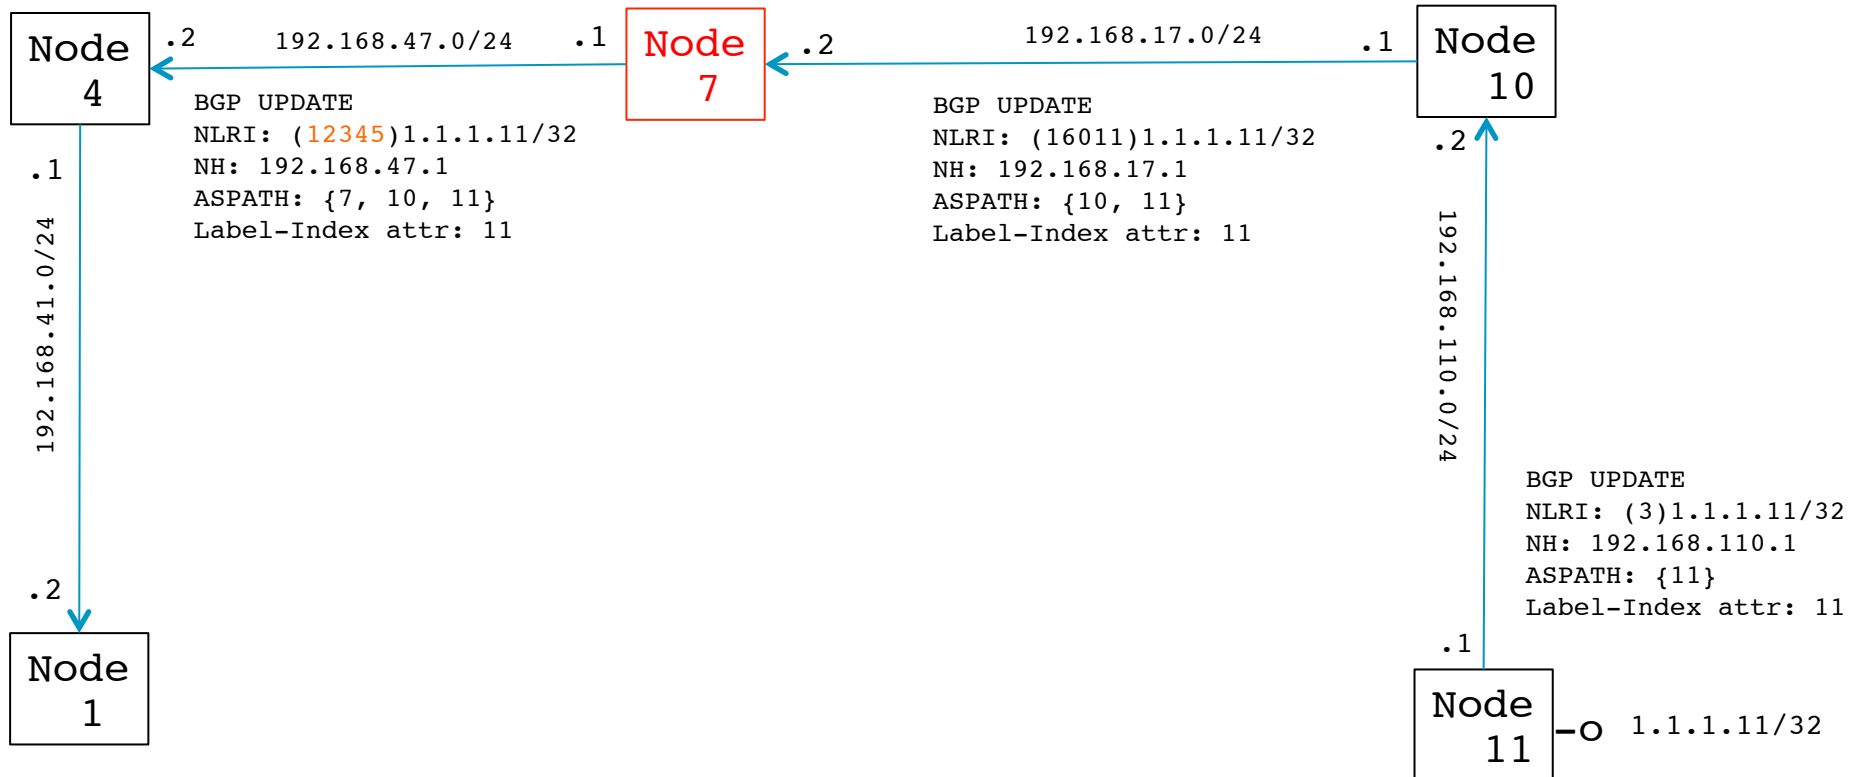 Node
4
.2
192.168.47.0/24
.1
Node
7
.2
192.168.17.0/24
.1
Node
10
BGP UPDATE
NLRI: (12345)1.1.1.11/32
NH: 192.168.47.1
ASPATH: {7, 10, 11}
Label-Index attr: 11
BGP UPDATE
NLRI: (16011)1.1.1.11/32
NH: 192.168.17.1
ASPATH: {10, 11}
Label-Index attr: 11
.1
192.168.41.0/24
.2
Node
1
.2
192.168.110.0/24
BGP UPDATE
NLRI: (3)1.1.1.11/32
NH: 192.168.110.1
ASPATH: {11}
Label-Index attr: 11
.1
Node
11
-o 1.1.1.11/32